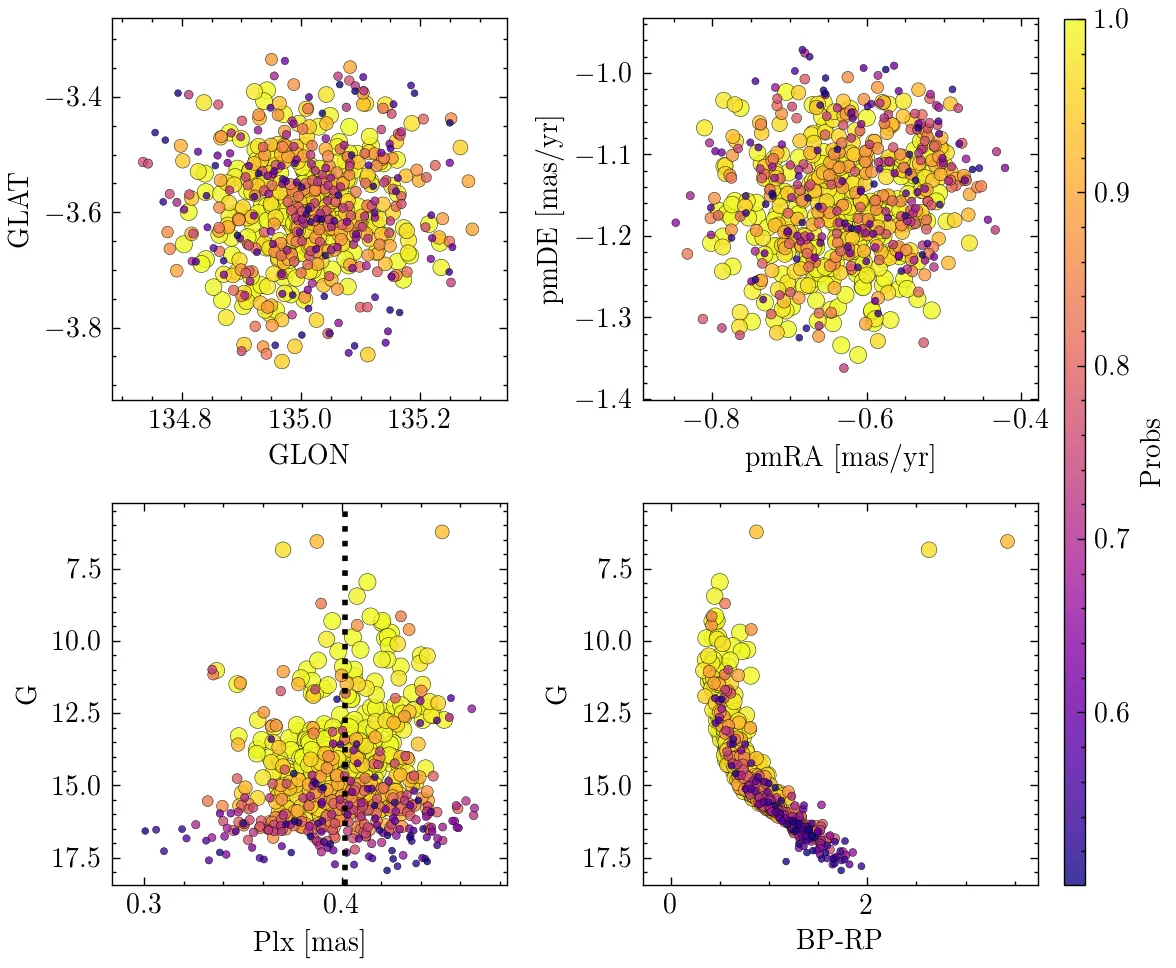 −3.4
−3.6
−3.8
GLAT
134.8 135.0 135.2
GLON
−1.0
−1.1
−1.2
−1.3
−1.4
pmDE [mas/yr]
−0.8 −0.6 −0.4
pmRA [mas/yr]
1.0
0.9
0.8
0.7
0.6
Probs
7.5
10.0
12.5
15.0
17.5
G
0.3 0.4
Plx [mas]
7.5
10.0
12.5
15.0
17.5
G
0 2
BP-RP